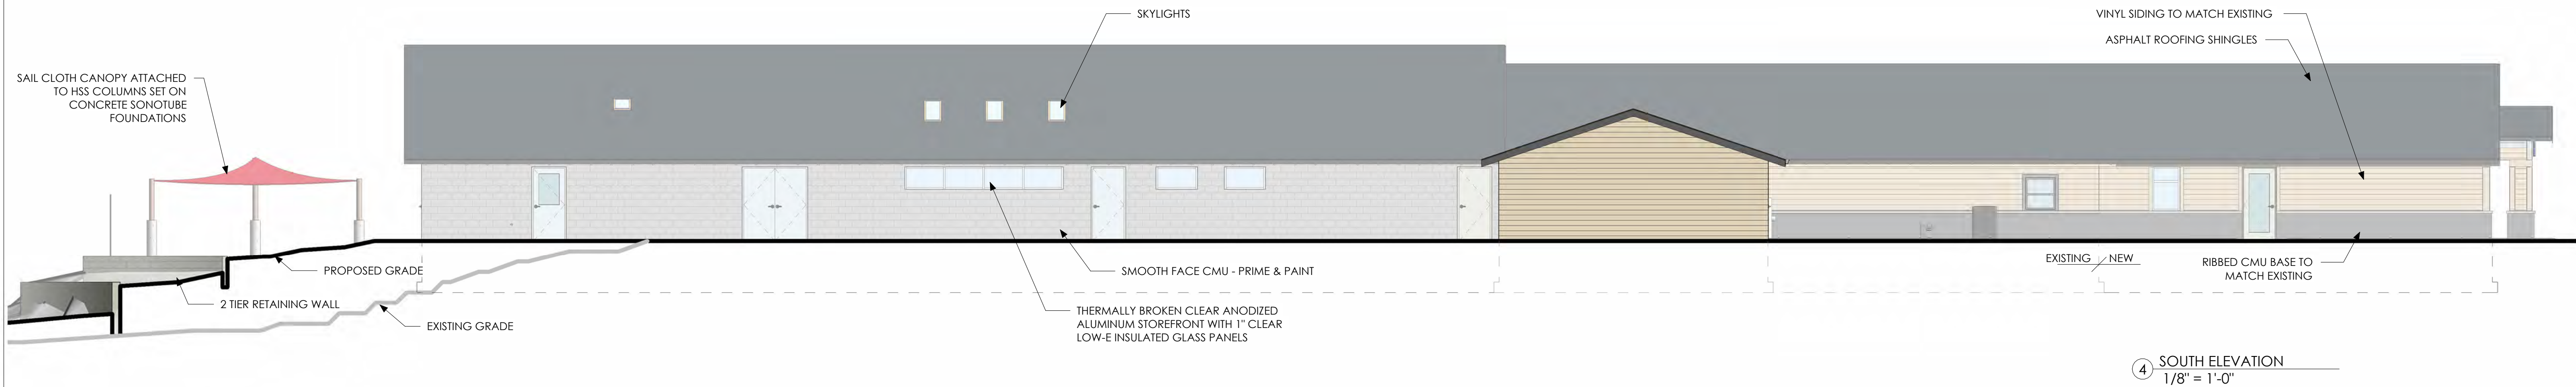 SKYLIGHTS
VINYL SIDING TO MATCH EXISTING
ASPHALT ROOFING SHINGLES
SAIL CLOTH CANOPY ATTACHED
TO HSS COLUMNS SET ON
CONCRETE SONOTUBE
FOUNDATIONS
PROPOSED GRADE
2 TIER RETAINING WALL
EXISTING GRADE
SMOOTH FACE CMU - PRIME & PAINT
THERMALLY BROKEN CLEAR ANODIZED
ALUMINUM STOREFRONT WITH 1" CLEAR
LOW-E INSULATED GLASS PANELS
EXISTING / NEW
RIBBED CMU BASE TO
MATCH EXISTING
4 SOUTH ELEVATION
1/8" = 1'-0"